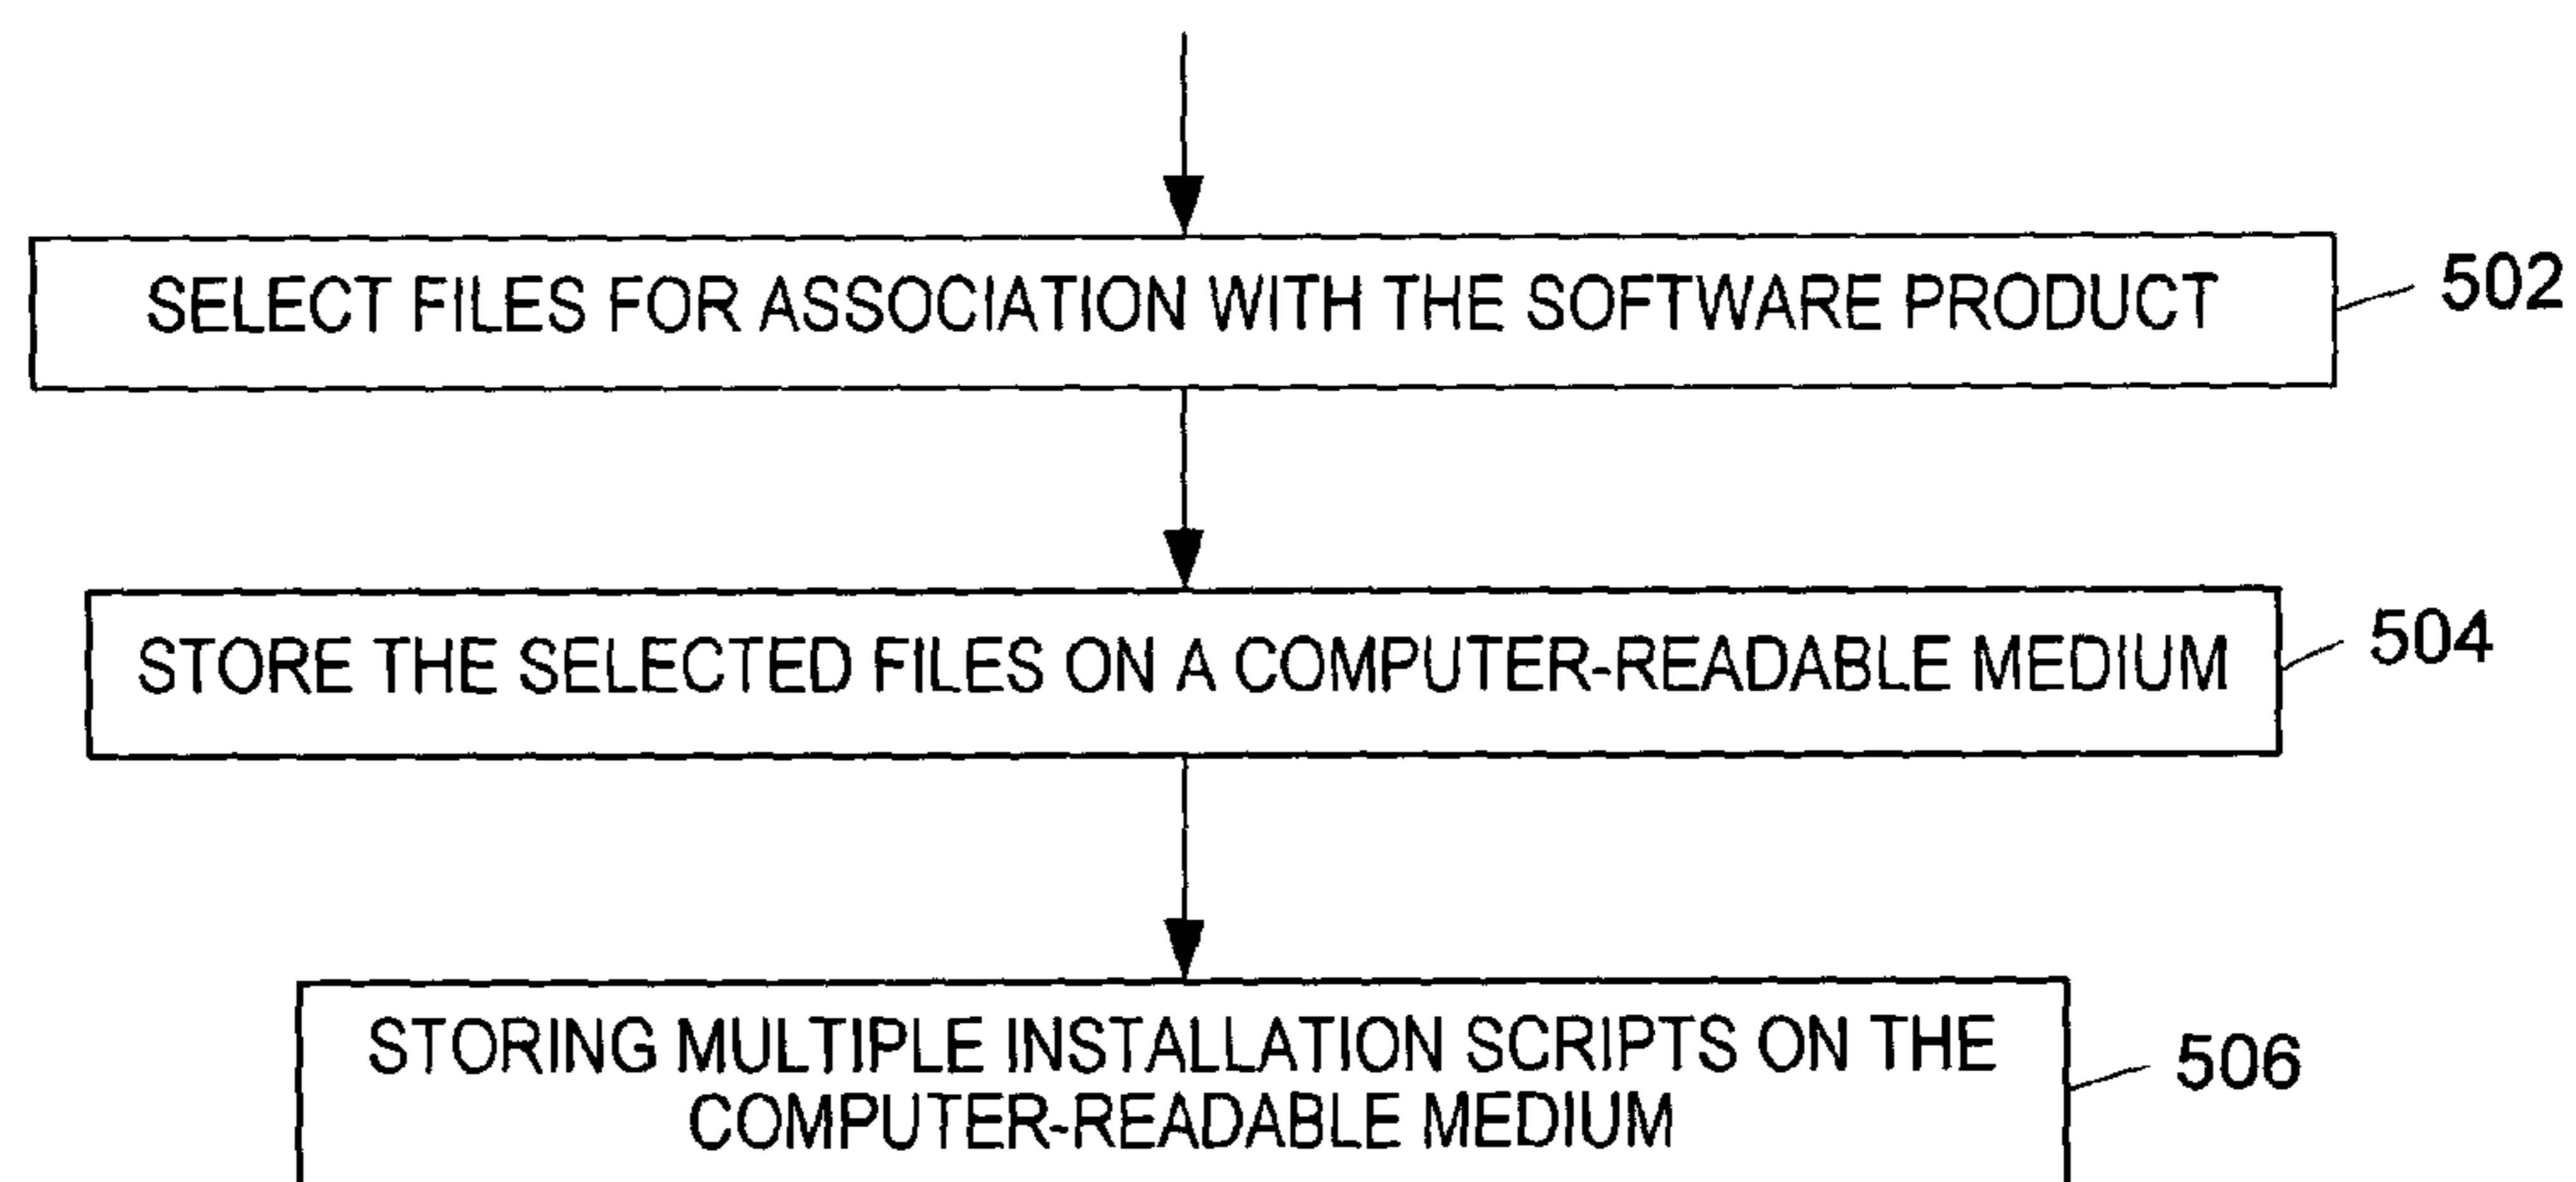 SELECT FILES FOR ASSOCIATION WITH THE SOFTWARE PRODUCT
502
STORE THE SELECTED FILES ON A COMPUTER-READABLE MEDIUM
504
STORING MULTIPLE INSTALLATION SCRIPTS ON THE
COMPUTER-READABLE MEDIUM
506